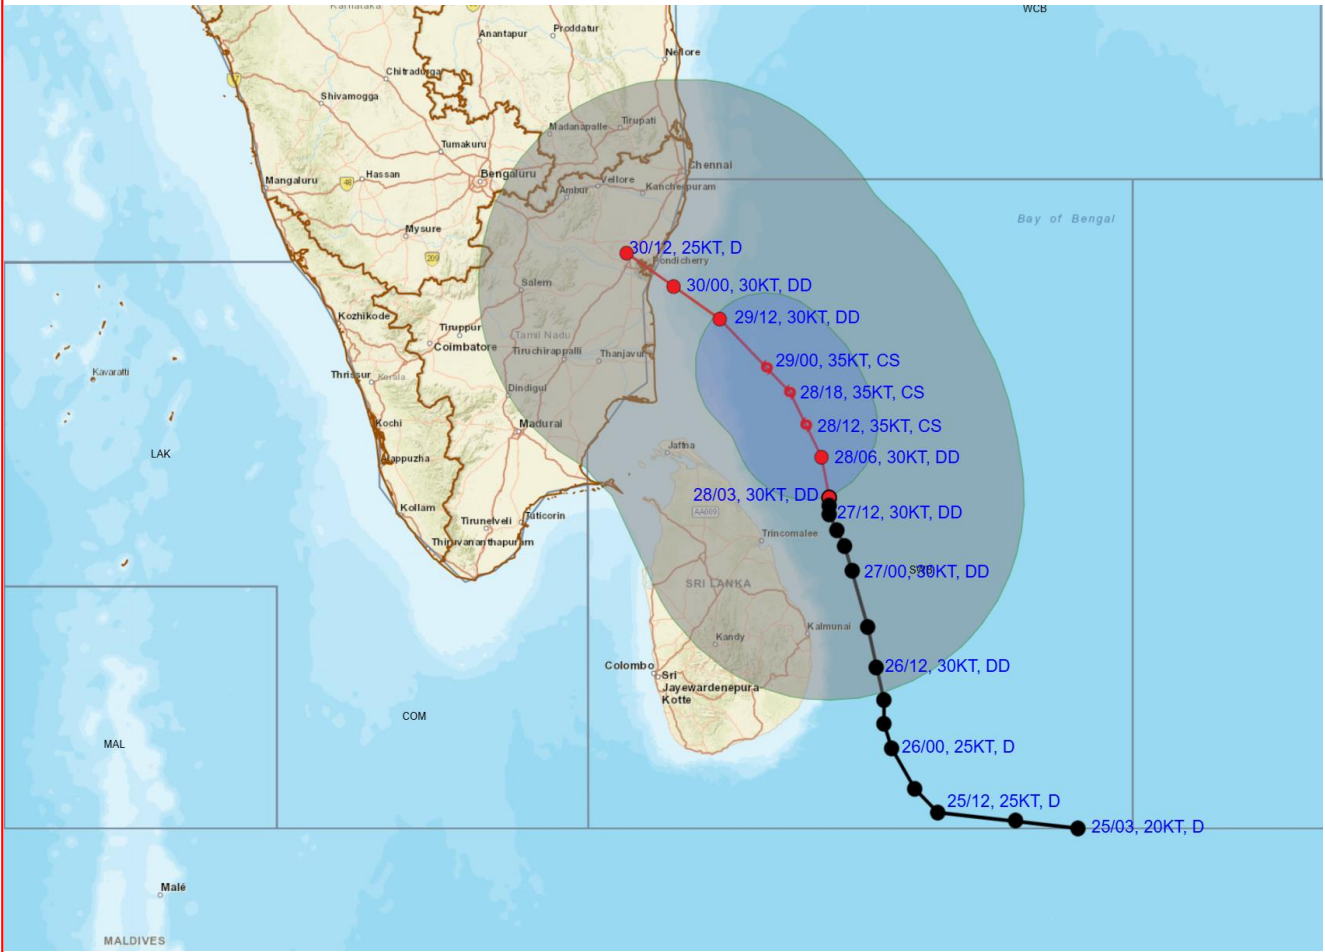 Karnataka
WCB
Anantapur
Proddatur
Nellore
Chitradurga
Shivamogga
Madanapalle
Tirupati
Tumakuru
Chennai
Hassan
Bengaluru
Mangaluru
48
Vellore
Ambur
Kancheepuram
Bay of Bengal
Mysure
30/12, 25KT, D
209
Pondicherry
Salem
30/00, 30KT, DD
Kozhikode
29/12, 30KT, DD
Tiruppur
Tamil Nadu
Coimbatore
Tiruchirappalli
Thanjavur
29/00, 35KT, CS
Kavaratti
Thrissur
Kerala
Dindigul
28/18, 35KT, CS
Kochi
Madurai
28/12, 35KT, CS
Jaffna
LAK
Alappuzha
28/06, 30KT, DD
28/03, 30KT, DD
Kollam
AA009
27/12, 30KT, DD
Tuticorin
Tirunelveli
Trincomalee
Thiruvananthapuram
27/00, 30KT, DD
SRI LANKA
Kalmunai
Kandy
Colombo
26/12, 30KT, DD
Sri
Jayewardenepura
Kotte
COM
MAL
26/00, 25KT, D
25/12, 25KT, D
25/03, 20KT, D
Malé
MALDIVES